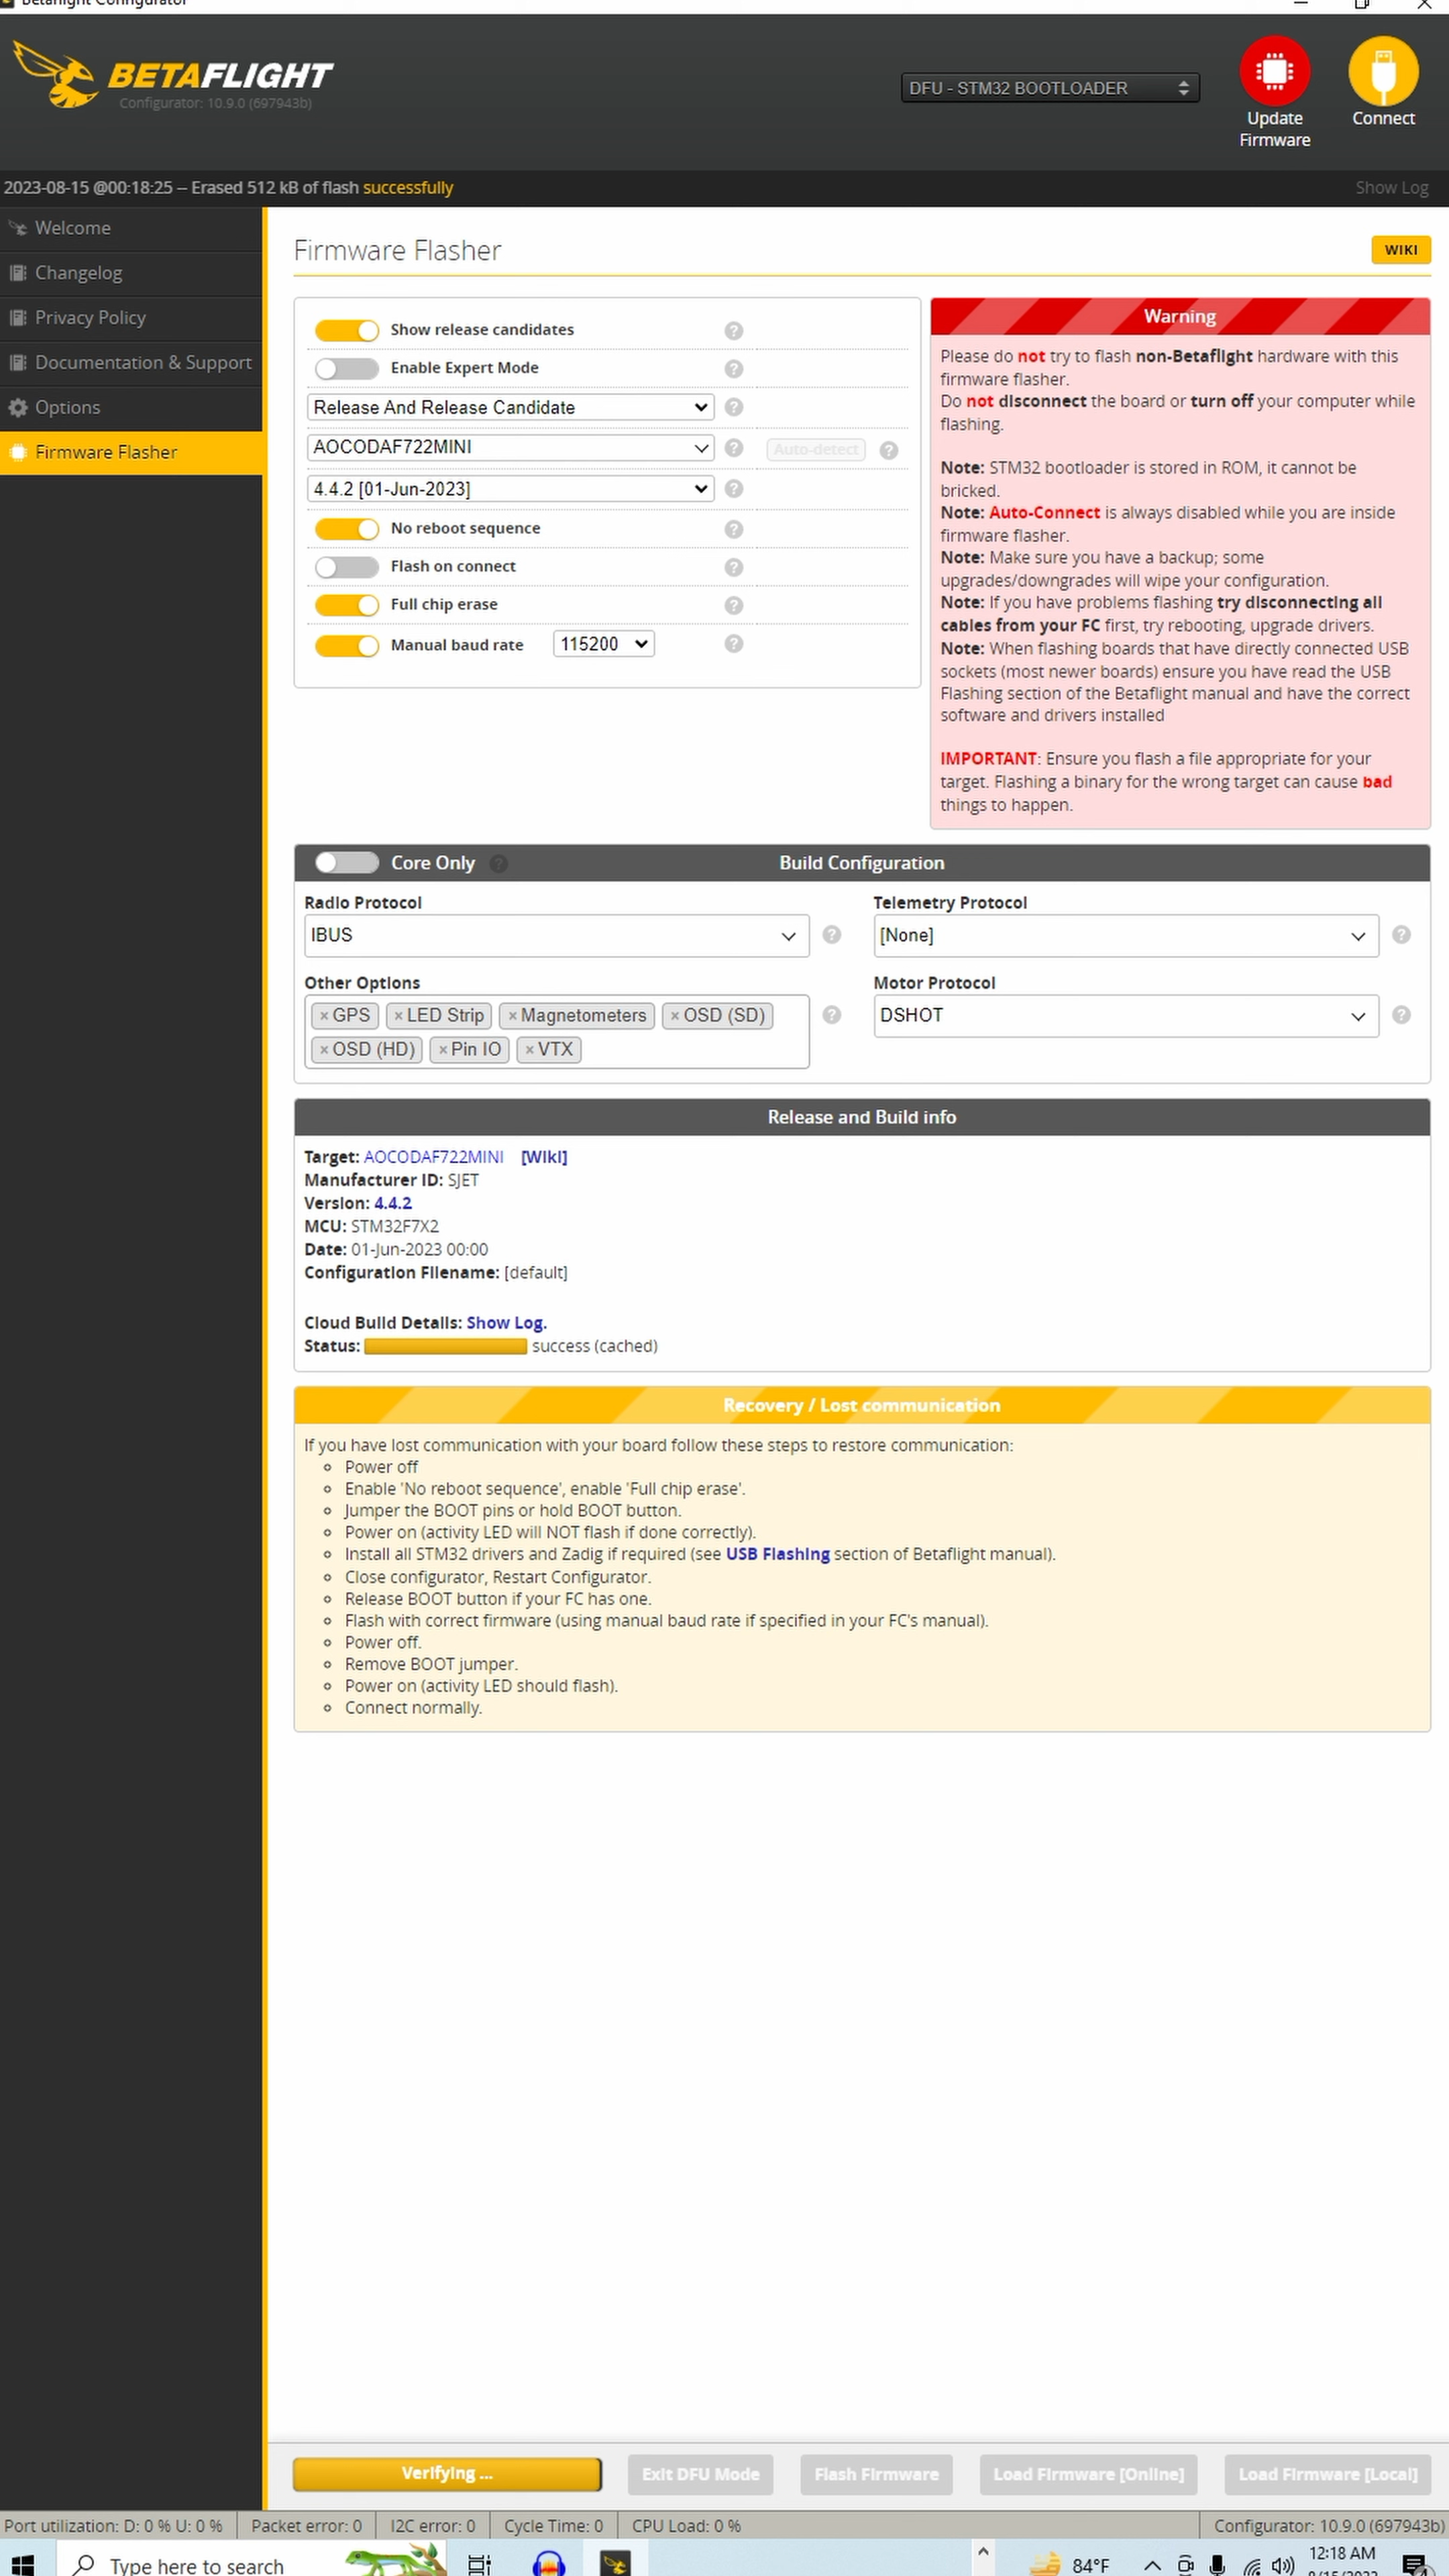 Betaflight Configurator
BETAFLIGHT
Configurator: 10.9.0 (697943b)
DFU - STM32 BOOTLOADER
Update
Firmware
Connect
2023-08-15 @00:18:25 -- Erased 512 kB of flash successfully
Show Log
Welcome
Changelog
Privacy Policy
Documentation & Support
Options
Firmware Flasher
Firmware Flasher
WIKI
Show release candidates
Enable Expert Mode
Release And Release Candidate
AOCODAF722MINI
Auto-detect
4.4.2 [01-Jun-2023]
No reboot sequence
Flash on connect
Full chip erase
Manual baud rate 115200
Warning
Please do not try to flash non-Betaflight hardware with this
firmware flasher.
Do not disconnect the board or turn off your computer while
flashing.
Note: STM32 bootloader is stored in ROM, it cannot be
bricked.
Note: Auto-Connect is always disabled while you are inside
firmware flasher.
Note: Make sure you have a backup; some
upgrades/downgrades will wipe your configuration.
Note: If you have problems flashing try disconnecting all
cables from your FC first, try rebooting, upgrade drivers.
Note: When flashing boards that have directly connected USB
sockets (most newer boards) ensure you have read the USB
Flashing section of the Betaflight manual and have the correct
software and drivers installed
IMPORTANT: Ensure you flash a file appropriate for your
target. Flashing a binary for the wrong target can cause bad
things to happen.
Core Only
Build Configuration
Radio Protocol
IBUS
Telemetry Protocol
[None]
Other Options
×GPS ×LED Strip ×Magnetometers ×OSD (SD)
×OSD (HD) ×Pin IO ×VTX
Motor Protocol
DSHOT
Release and Build info
Target: AOCODAF722MINI [Wiki]
Manufacturer ID: SJET
Version: 4.4.2
MCU: STM32F7X2
Date: 01-Jun-2023 00:00
Configuration Filename: [default]
Cloud Build Details: Show Log.
Status: success (cached)
Recovery / Lost communication
If you have lost communication with your board follow these steps to restore communication:
Power off
Enable 'No reboot sequence', enable 'Full chip erase'.
Jumper the BOOT pins or hold BOOT button.
Power on (activity LED will NOT flash if done correctly).
Install all STM32 drivers and Zadig if required (see USB Flashing section of Betaflight manual).
Close configurator, Restart Configurator.
Release BOOT button if your FC has one.
Flash with correct firmware (using manual baud rate if specified in your FC's manual).
Power off.
Remove BOOT jumper.
Power on (activity LED should flash).
Connect normally.
Verifying ...
Exit DFU Mode
Flash Firmware
Load Firmware [Online]
Load Firmware [Local]
Port utilization: D: 0 % U: 0 %
Packet error: 0
I2C error: 0
Cycle Time: 0
CPU Load: 0 %
Configurator: 10.9.0 (697943b)
Type here to search
84°F
12:18 AM
8/15/2023